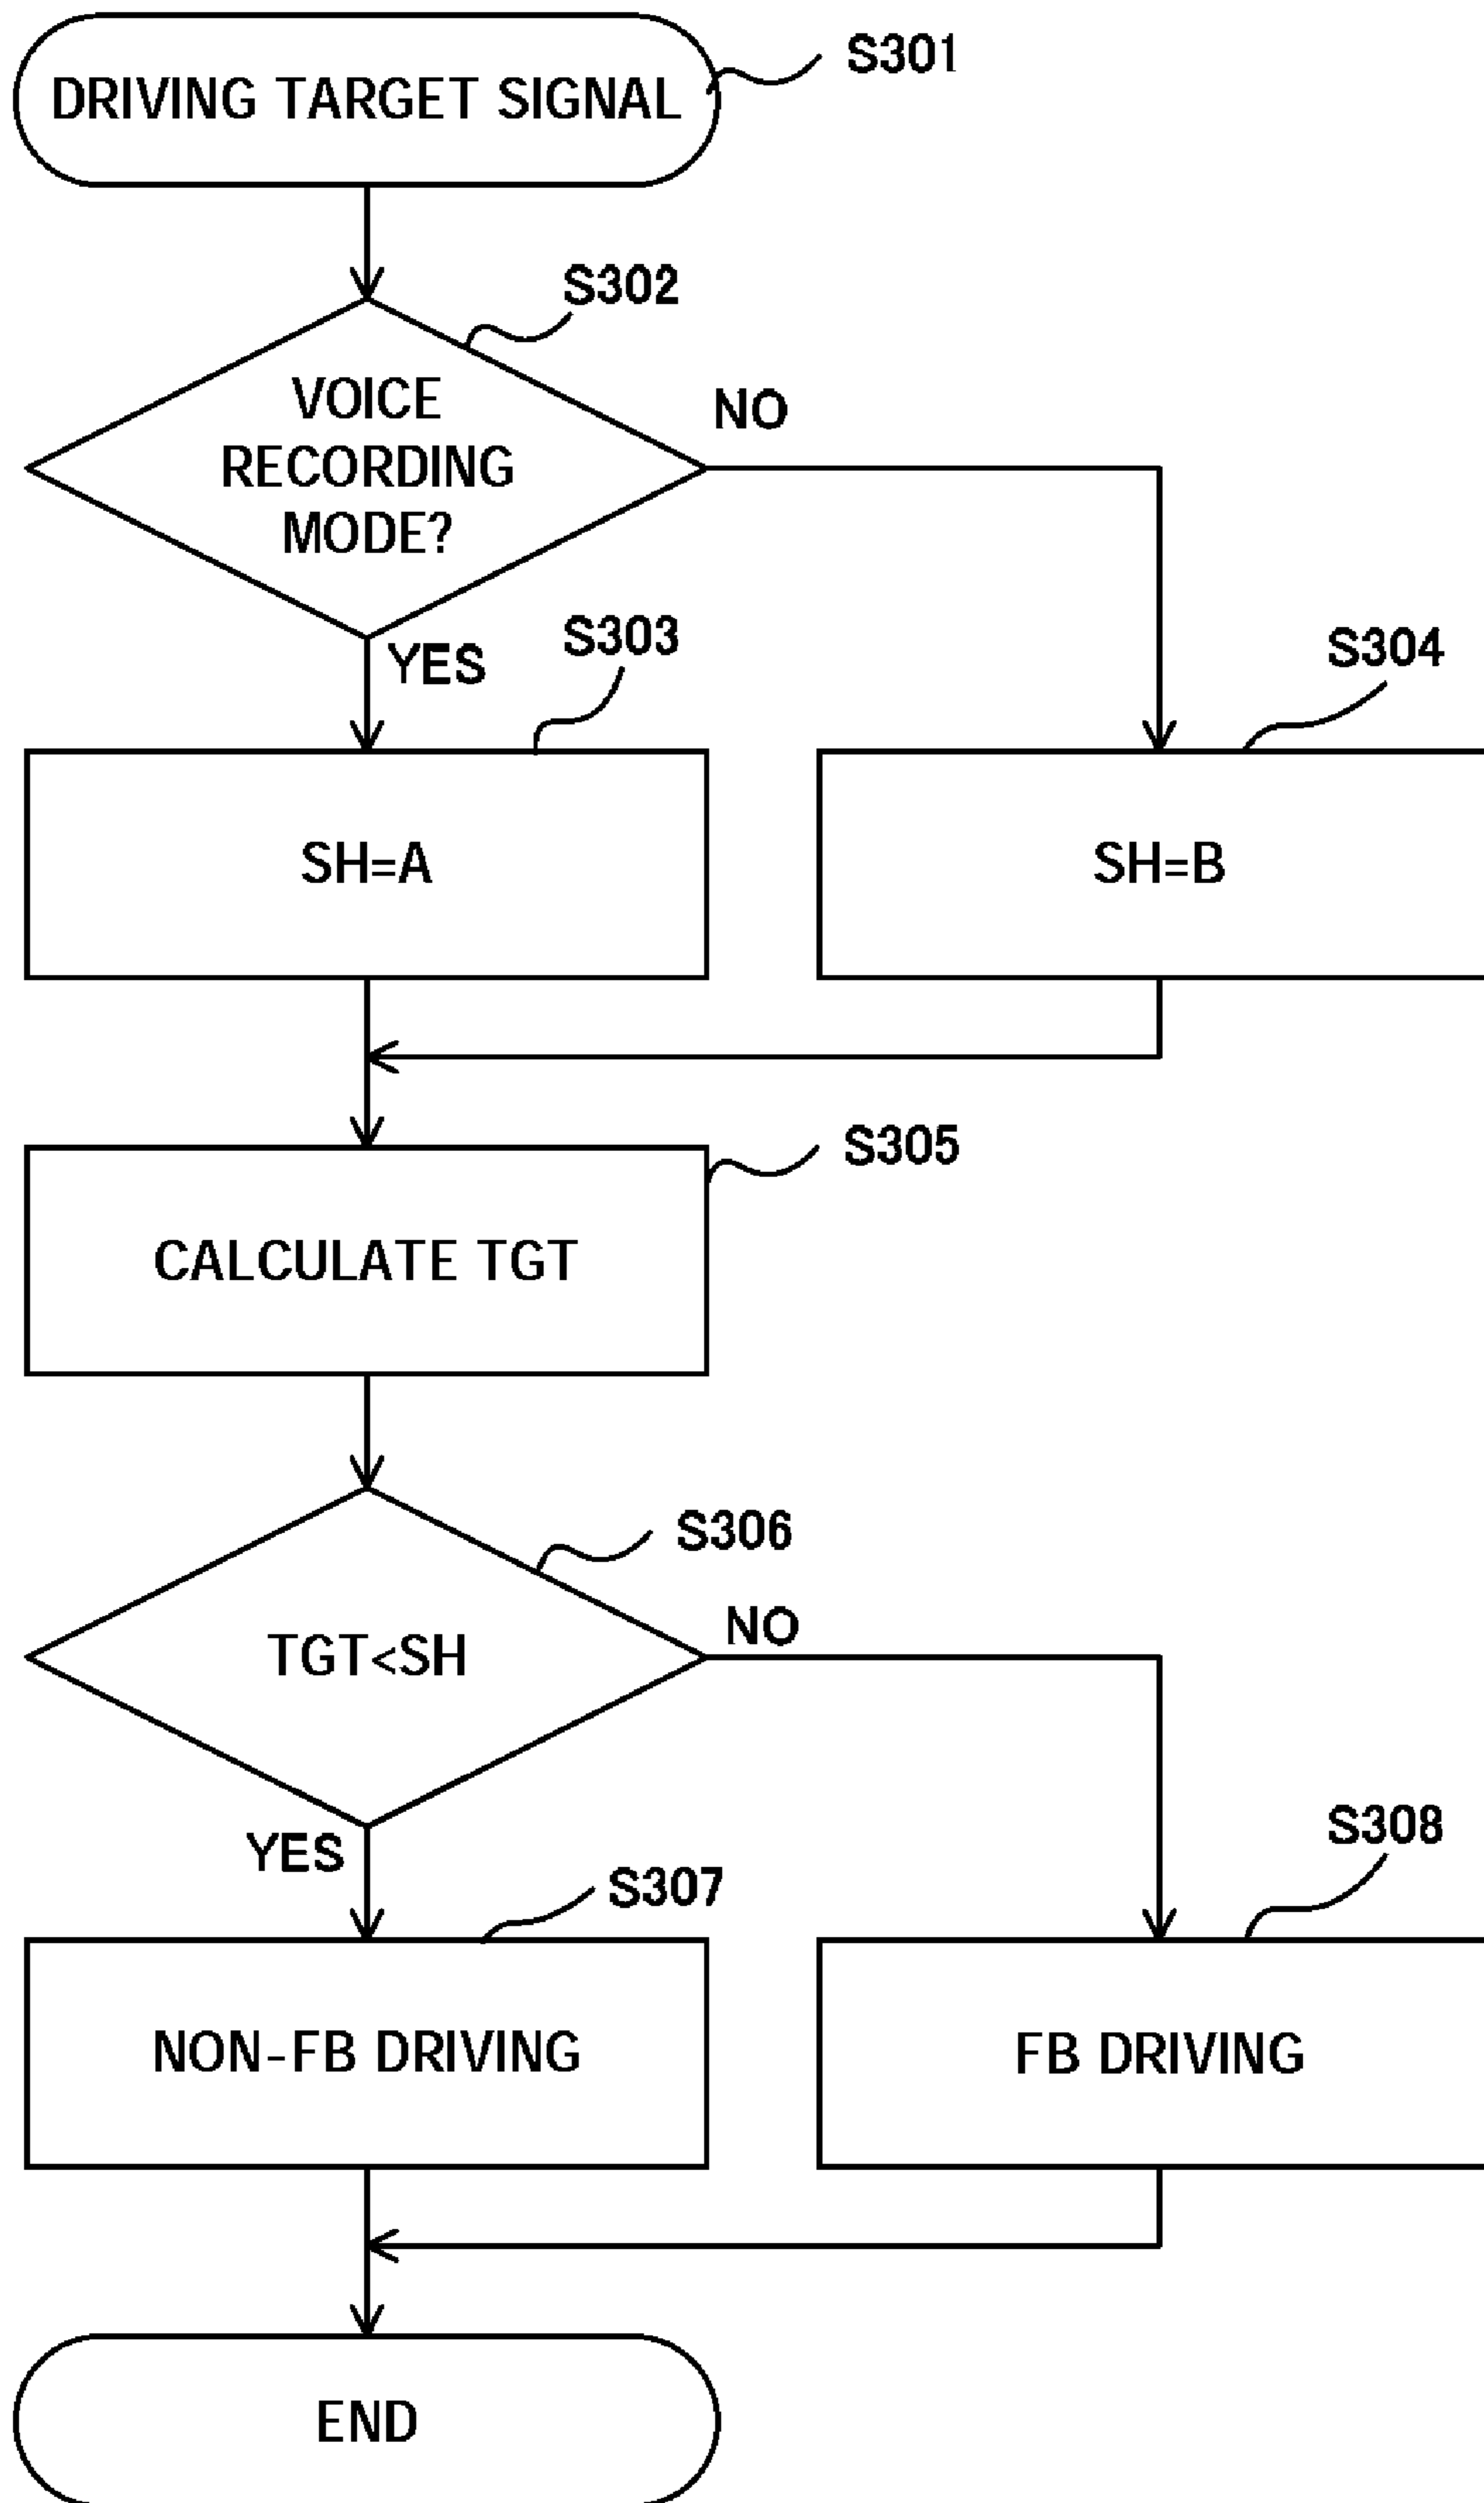 DRIVING TARGET SIGNAL
S301
S302
VOICE
RECORDING
MODE?
NO
YES
S303
S304
SH=A
SH=B
S305
CALCULATE TGT
S306
TGT<SH
NO
YES
S307
S308
NON-FB DRIVING
FB DRIVING
END